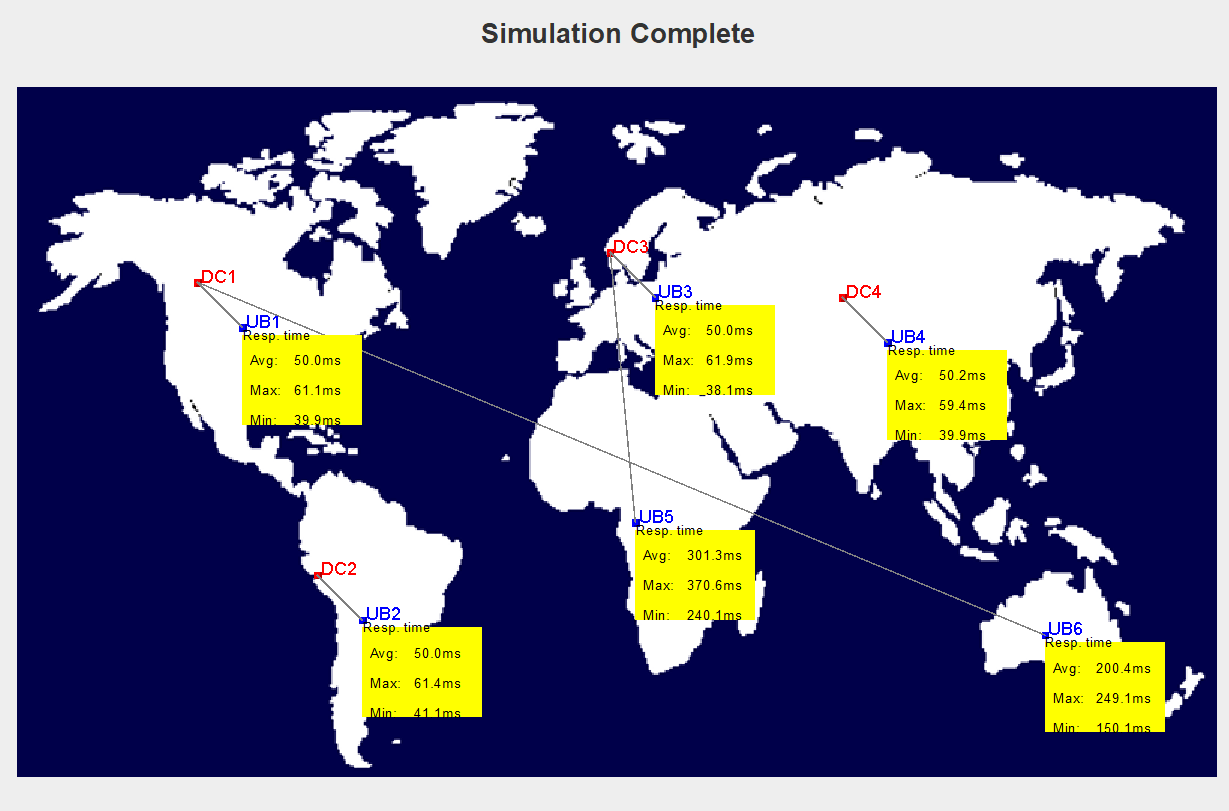 Simulation Complete
DC1
UB1
Resp. time
Avg: 50.0ms
Max: 61.1ms
Min: 39.9ms
DC2
UB2
Resp. time
Avg: 50.0ms
Max: 61.4ms
Min: 41.1ms
DC3
UB3
Resp. time
Avg: 50.0ms
Max: 61.9ms
Min: 38.1ms
DC4
UB4
Resp. time
Avg: 50.2ms
Max: 59.4ms
Min: 39.9ms
UB5
Resp. time
Avg: 301.3ms
Max: 370.6ms
Min: 240.1ms
UB6
Resp. time
Avg: 200.4ms
Max: 249.1ms
Min: 150.1ms